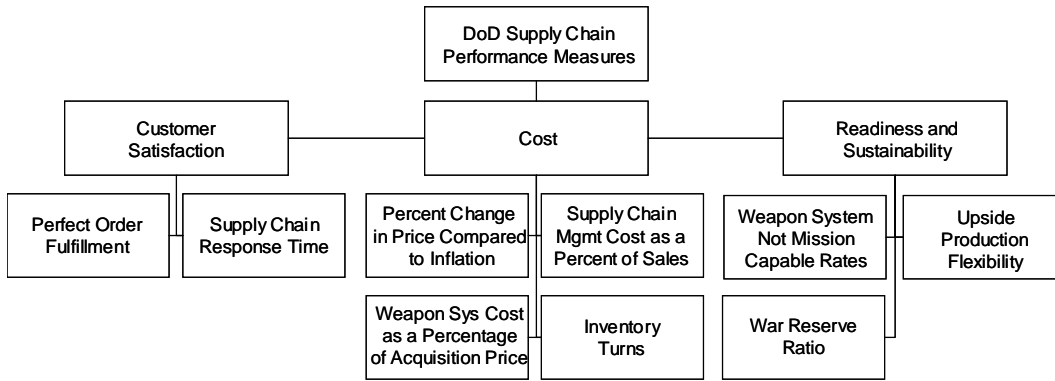 DoD Supply Chain
Performance Measures
Customer
Satisfaction
Cost
Readiness and
Sustainability
Perfect Order
Fulfillment
Supply Chain
Response Time
Percent Change
in Price Compared
to Inflation
Supply Chain
Mgmt Cost as a
Percent of Sales
Weapon System
Not Mission
Capable Rates
Upside
Production
Flexibility
Weapon Sys Cost
as a Percentage
of Acquisition Price
Inventory
Turns
War Reserve
Ratio